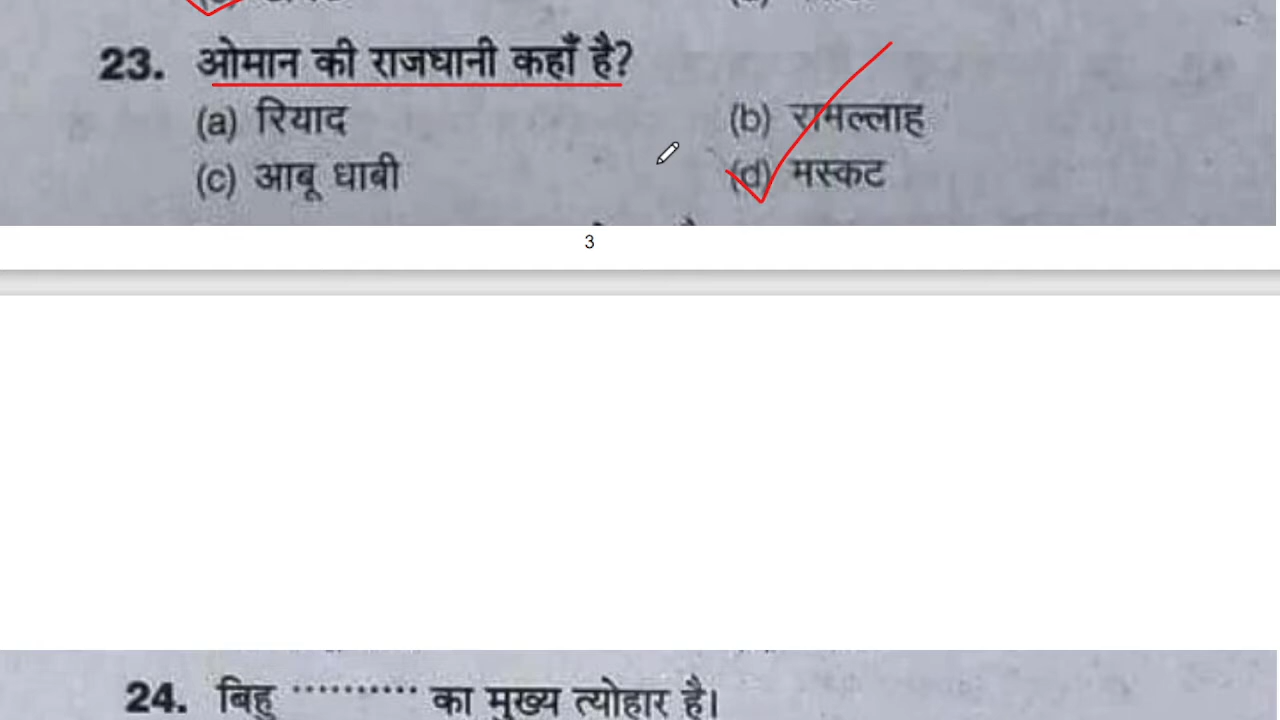 23. ओमान की राजधानी कहाँ है?
(a) रियाद (b) रामल्लाह
(c) आबू धाबी (d) मस्कट
3
24. बिहु .......... का मुख्य त्योहार है।